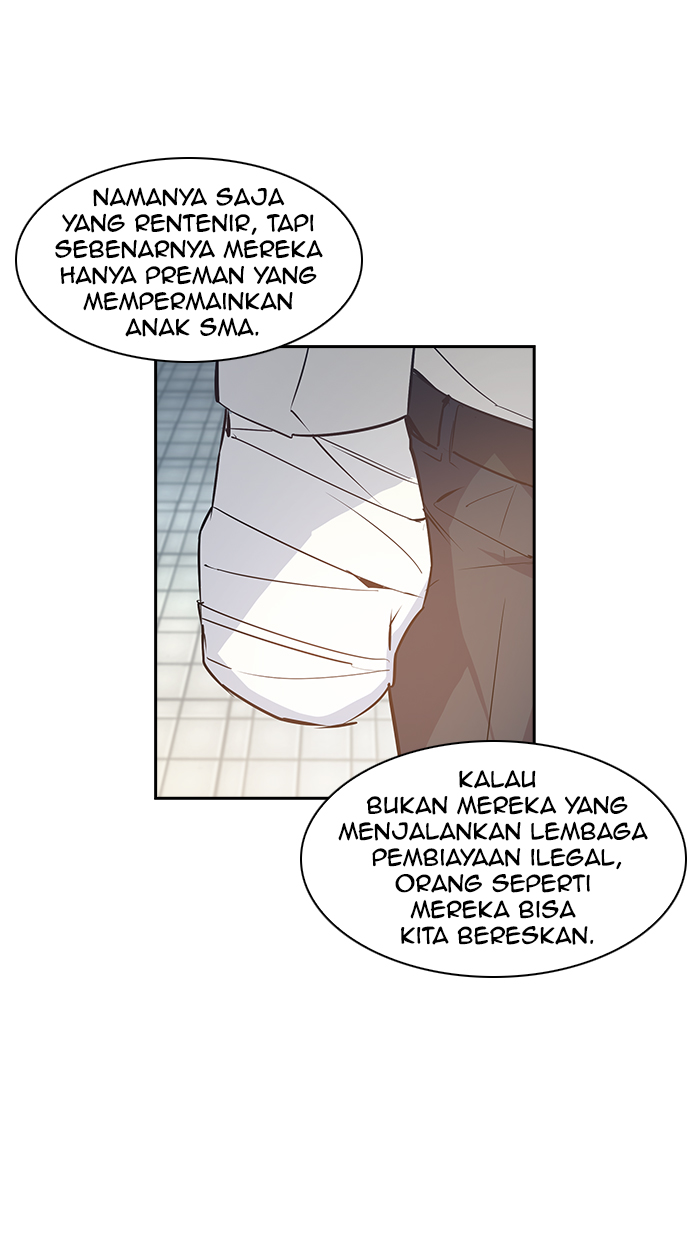 NAMANYA SAJA
YANG RENTENIR, TAPI
SEBENARNYA MEREKA
HANYA PREMAN YANG
MEMPERMAINKAN
ANAK SMA.
KALAU
BUKAN MEREKA YANG
MENJALANKAN LEMBAGA
PEMBIAYAAN ILEGAL,
ORANG SEPERTI
MEREKA BISA
KITA BERESKAN.